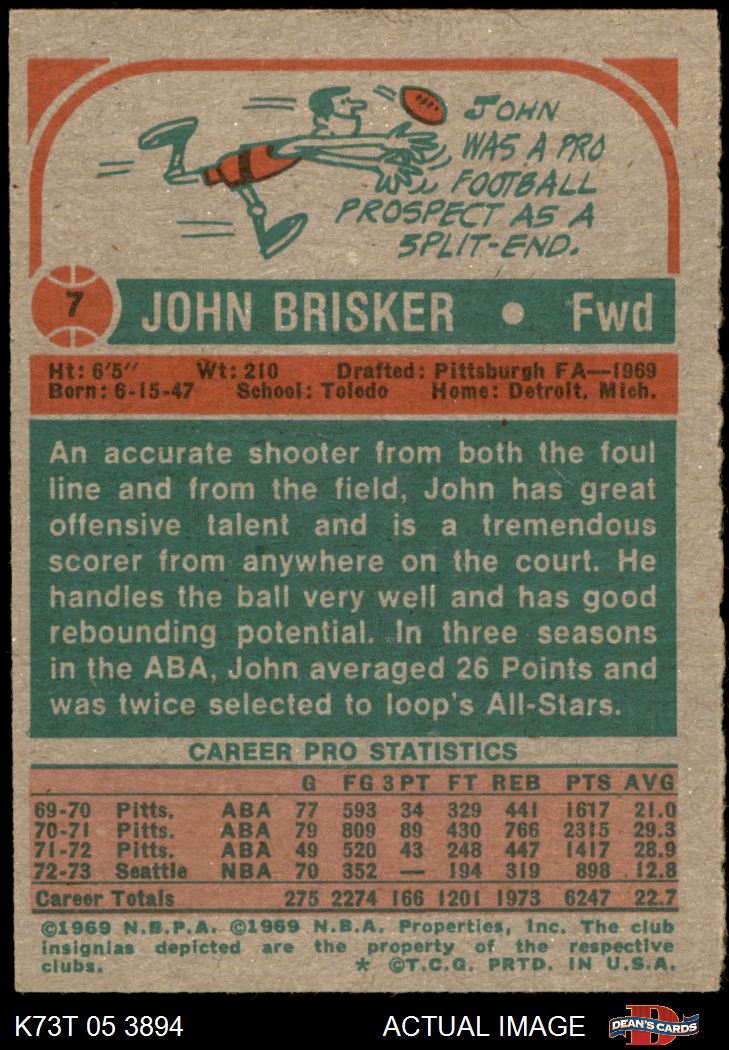 JOHN
WAS A PRO
FOOTBALL
PROSPECT AS A
SPLIT-END.
7 JOHN BRISKER • Fwd
Ht: 6'5" Wt: 210 Drafted: Pittsburgh FA—1969
Born: 6-15-47 School: Toledo Home: Detroit, Mich.
An accurate shooter from both the foul
line and from the field, John has great
offensive talent and is a tremendous
scorer from anywhere on the court. He
handles the ball very well and has good
rebounding potential. In three seasons
in the ABA, John averaged 26 Points and
was twice selected to loop's All-Stars.
CAREER PRO STATISTICS
G FG 3PT FT REB PTS AVG
69-70 Pitts. ABA 77 593 34 329 441 1617 21.0
70-71 Pitts. ABA 79 809 89 430 766 2315 29.3
71-72 Pitts. ABA 49 520 43 248 447 1417 28.9
72-73 Seattle NBA 70 352 — 194 319 898 12.8
Career Totals 275 2274 166 1201 1973 6247 22.7
©1969 N.B.P.A. ©1969 N.B.A. Properties, Inc. The club
insignias depicted are the property of the respective
clubs. * ©T.C.G. PRTD. IN U.S.A.
K73T 05 3894 ACTUAL IMAGE DEAN'S CARDS